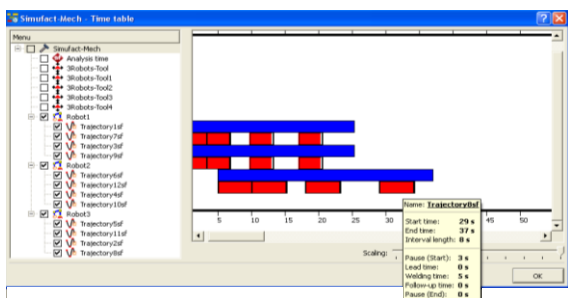 Simufact-Mech - Time table
Menu
Simufact-Mech
Analysis time
3Robots-Tool
3Robots-Tool1
3Robots-Tool2
3Robots-Tool3
3Robots-Tool4
Robot1
Trajectory1sf
Trajectory7sf
Trajectory3sf
Trajectory9sf
Robot2
Trajectory6sf
Trajectory12sf
Trajectory4sf
Trajectory10sf
Robot3
Trajectory5sf
Trajectory11sf
Trajectory2sf
Trajectory8sf
5 10 15 20 25 30 35 45 50
Name: Trajectory8sf
Start time: 29 s
End time: 37 s
Interval length: 8 s
Pause (Start): 3 s
Lead time: 0 s
Welding time: 5 s
Follow-up time: 0 s
Pause (End): 0 s
Scaling:
OK